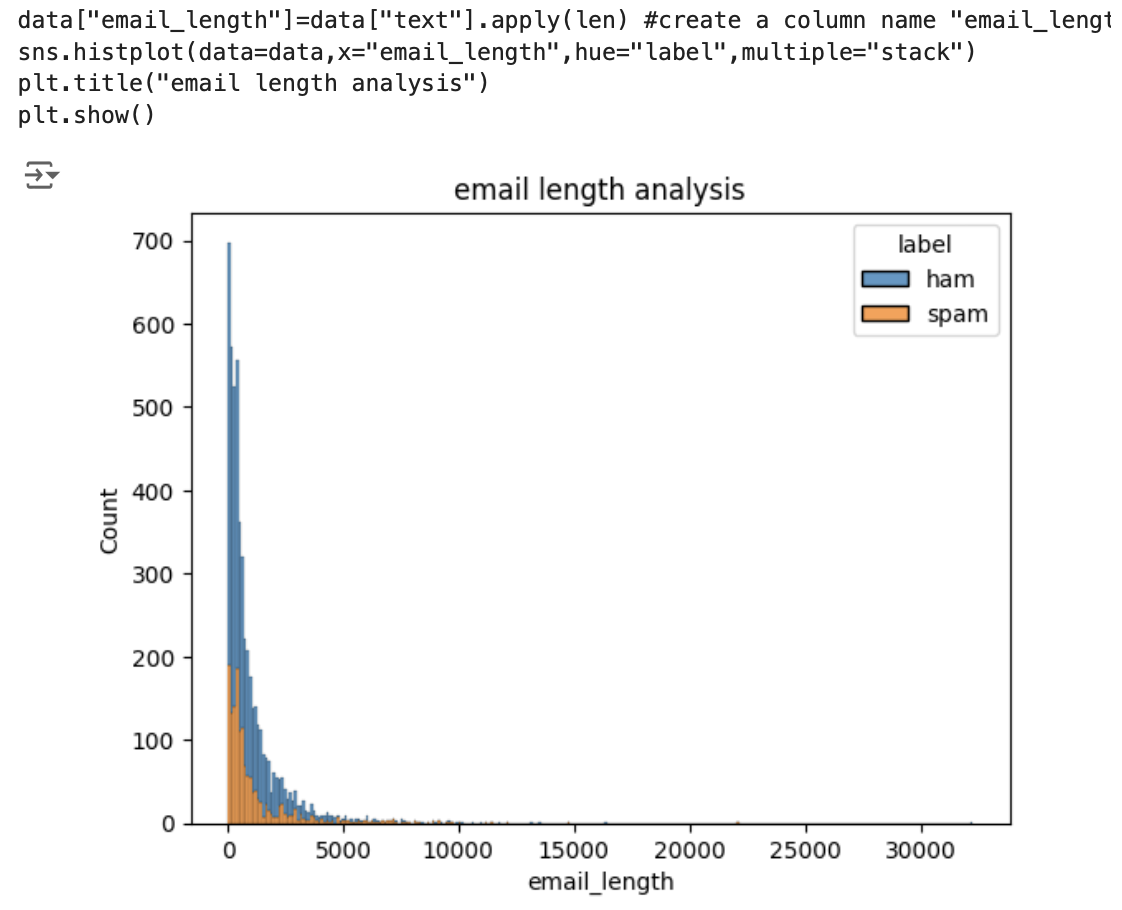 data["email_length"]=data["text"].apply(len) #create a column name "email_lengt
sns.histplot(data=data,x="email_length",hue="label",multiple="stack")
plt.title("email length analysis")
plt.show()
email length analysis
label
ham
spam
700
600
500
400
300
200
100
0
Count
0 5000 10000 15000 20000 25000 30000
email_length